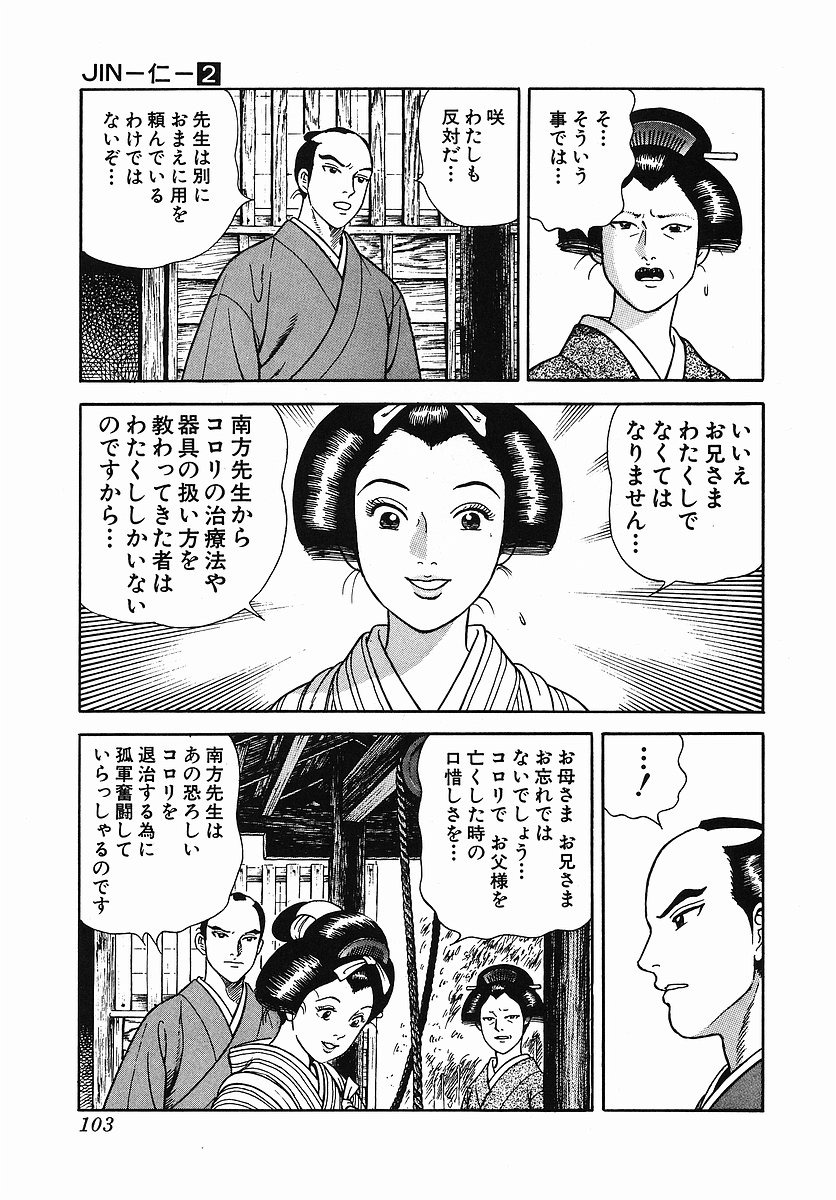 JIN―仁―2
そ…
そういう
事では…
咲
わたしも
反対だ…
先生は別に
おまえに用を
頼んでいる
わけでは
ないぞ…
いいえ
お兄さま
わたくしで
なくては
なりません…
南方先生から
コロリの治療法や
器具の扱い方を
教わってきた者は
わたくししかいない
のですから…
…！
お母さま お兄さま
お忘れでは
ないでしょう…
コロリで お父様を
亡くした時の
口惜しさを…
南方先生は
あの恐ろしい
コロリを
退治する為に
孤軍奮闘して
いらっしゃるのです
103